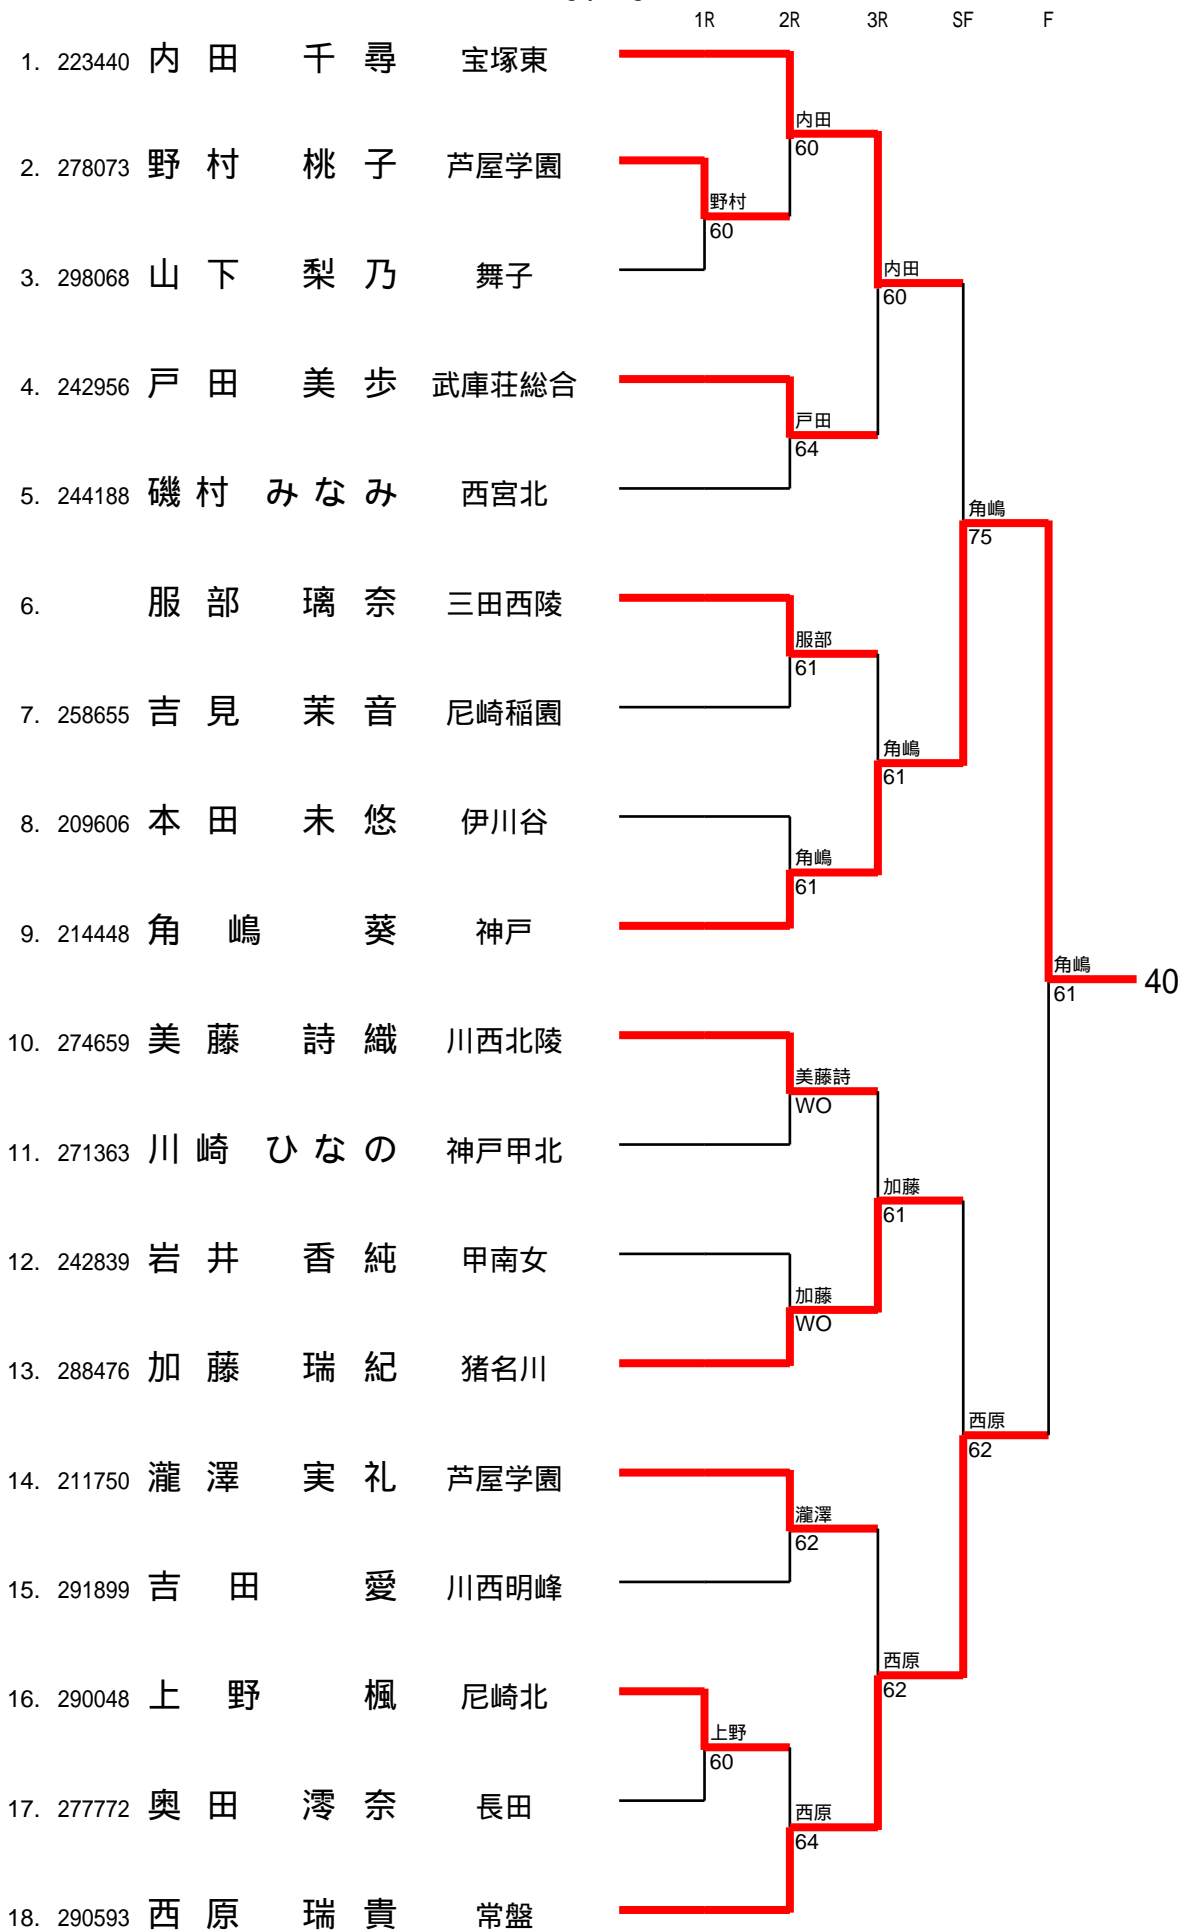 1R 2R 3R SF F
1. 223440 内田 千尋 宝塚東
内田
60
2. 278073 野村 桃子 芦屋学園
野村
60
3. 298068 山下 梨乃 舞子
内田
60
4. 242956 戸田 美歩 武庫荘総合
戸田
64
5. 244188 磯村 みなみ 西宮北
角嶋
75
6. 服部 璃奈 三田西陵
服部
61
7. 258655 吉見 茉音 尼崎稲園
角嶋
61
8. 209606 本田 未悠 伊川谷
角嶋
61
9. 214448 角嶋 葵 神戸
角嶋
61 40
10. 274659 美藤 詩織 川西北陵
美藤詩
WO
11. 271363 川崎 ひなの 神戸甲北
加藤
61
12. 242839 岩井 香純 甲南女
加藤
WO
13. 288476 加藤 瑞紀 猪名川
西原
62
14. 211750 瀧澤 実礼 芦屋学園
瀧澤
62
15. 291899 吉田 愛 川西明峰
西原
62
16. 290048 上野 楓 尼崎北
上野
60
17. 277772 奥田 澪奈 長田
西原
64
18. 290593 西原 瑞貴 常盤